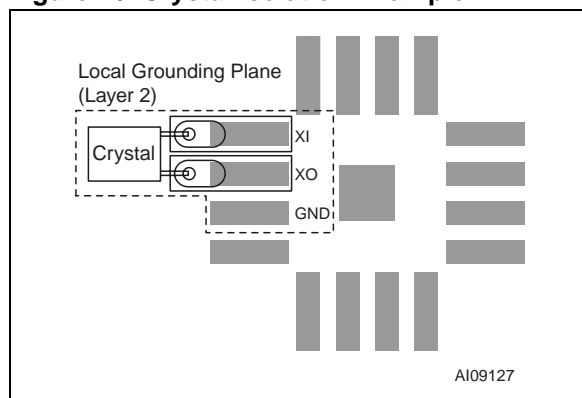 Local Grounding Plane
(Layer 2)
Crystal
XI
XO
GND
AI09127